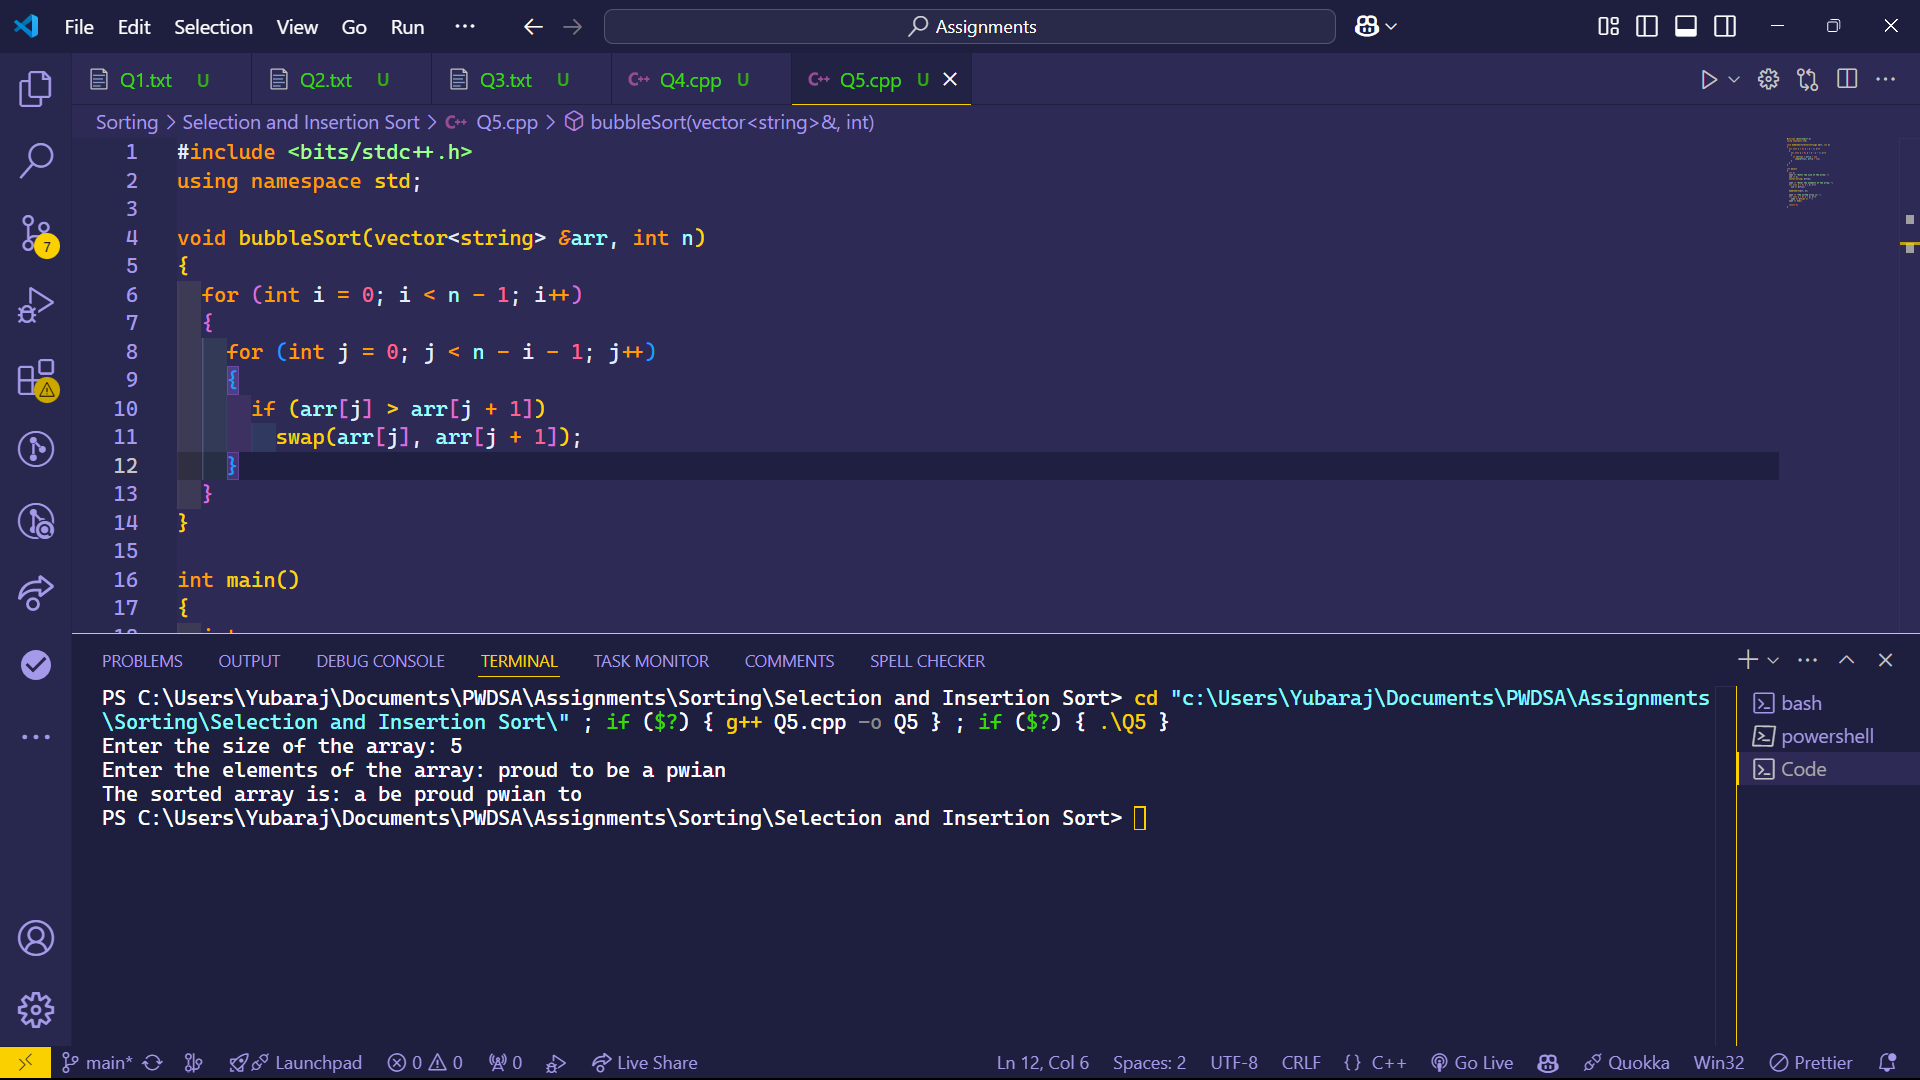 File Edit Selection View Go Run ··· Assignments
Q1.txt U Q2.txt U Q3.txt U C++ Q4.cpp U C++ Q5.cpp U
Sorting > Selection and Insertion Sort > C++ Q5.cpp > bubbleSort(vector<string>&, int)
1 #include <bits/stdc++.h>
2 using namespace std;
3
4 void bubbleSort(vector<string> &arr, int n)
5 {
6 for (int i = 0; i < n - 1; i++)
7 {
8 for (int j = 0; j < n - i - 1; j++)
9 {
10 if (arr[j] > arr[j + 1])
11 swap(arr[j], arr[j + 1]);
12 }
13 }
14 }
15
16 int main()
17 {
7
PROBLEMS OUTPUT DEBUG CONSOLE TERMINAL TASK MONITOR COMMENTS SPELL CHECKER
PS C:\Users\Yubaraj\Documents\PWDSA\Assignments\Sorting\Selection and Insertion Sort> cd "c:\Users\Yubaraj\Documents\PWDSA\Assignments
\Sorting\Selection and Insertion Sort\" ; if ($?) { g++ Q5.cpp -o Q5 } ; if ($?) { .\Q5 }
Enter the size of the array: 5
Enter the elements of the array: proud to be a pwian
The sorted array is: a be proud pwian to
PS C:\Users\Yubaraj\Documents\PWDSA\Assignments\Sorting\Selection and Insertion Sort>
bash
powershell
Code
main* Launchpad 0 0 0 Live Share Ln 12, Col 6 Spaces: 2 UTF-8 CRLF {} C++ Go Live Quokka Win32 Prettier